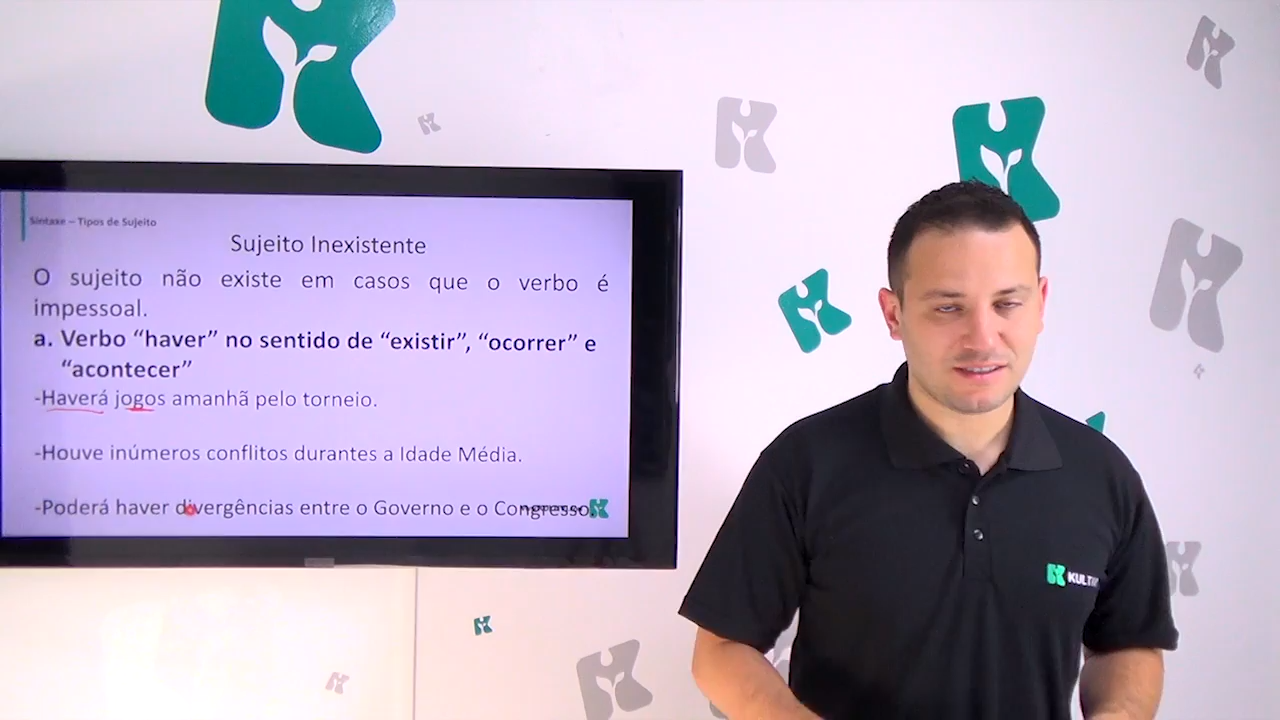 Sintaxe – Tipos de Sujeito
Sujeito Inexistente
O sujeito não existe em casos que o verbo é
impessoal.
a. Verbo “haver” no sentido de “existir”, “ocorrer” e
“acontecer”
-Haverá jogos amanhã pelo torneio.
-Houve inúmeros conflitos durantes a Idade Média.
-Poderá haver divergências entre o Governo e o Congresso.